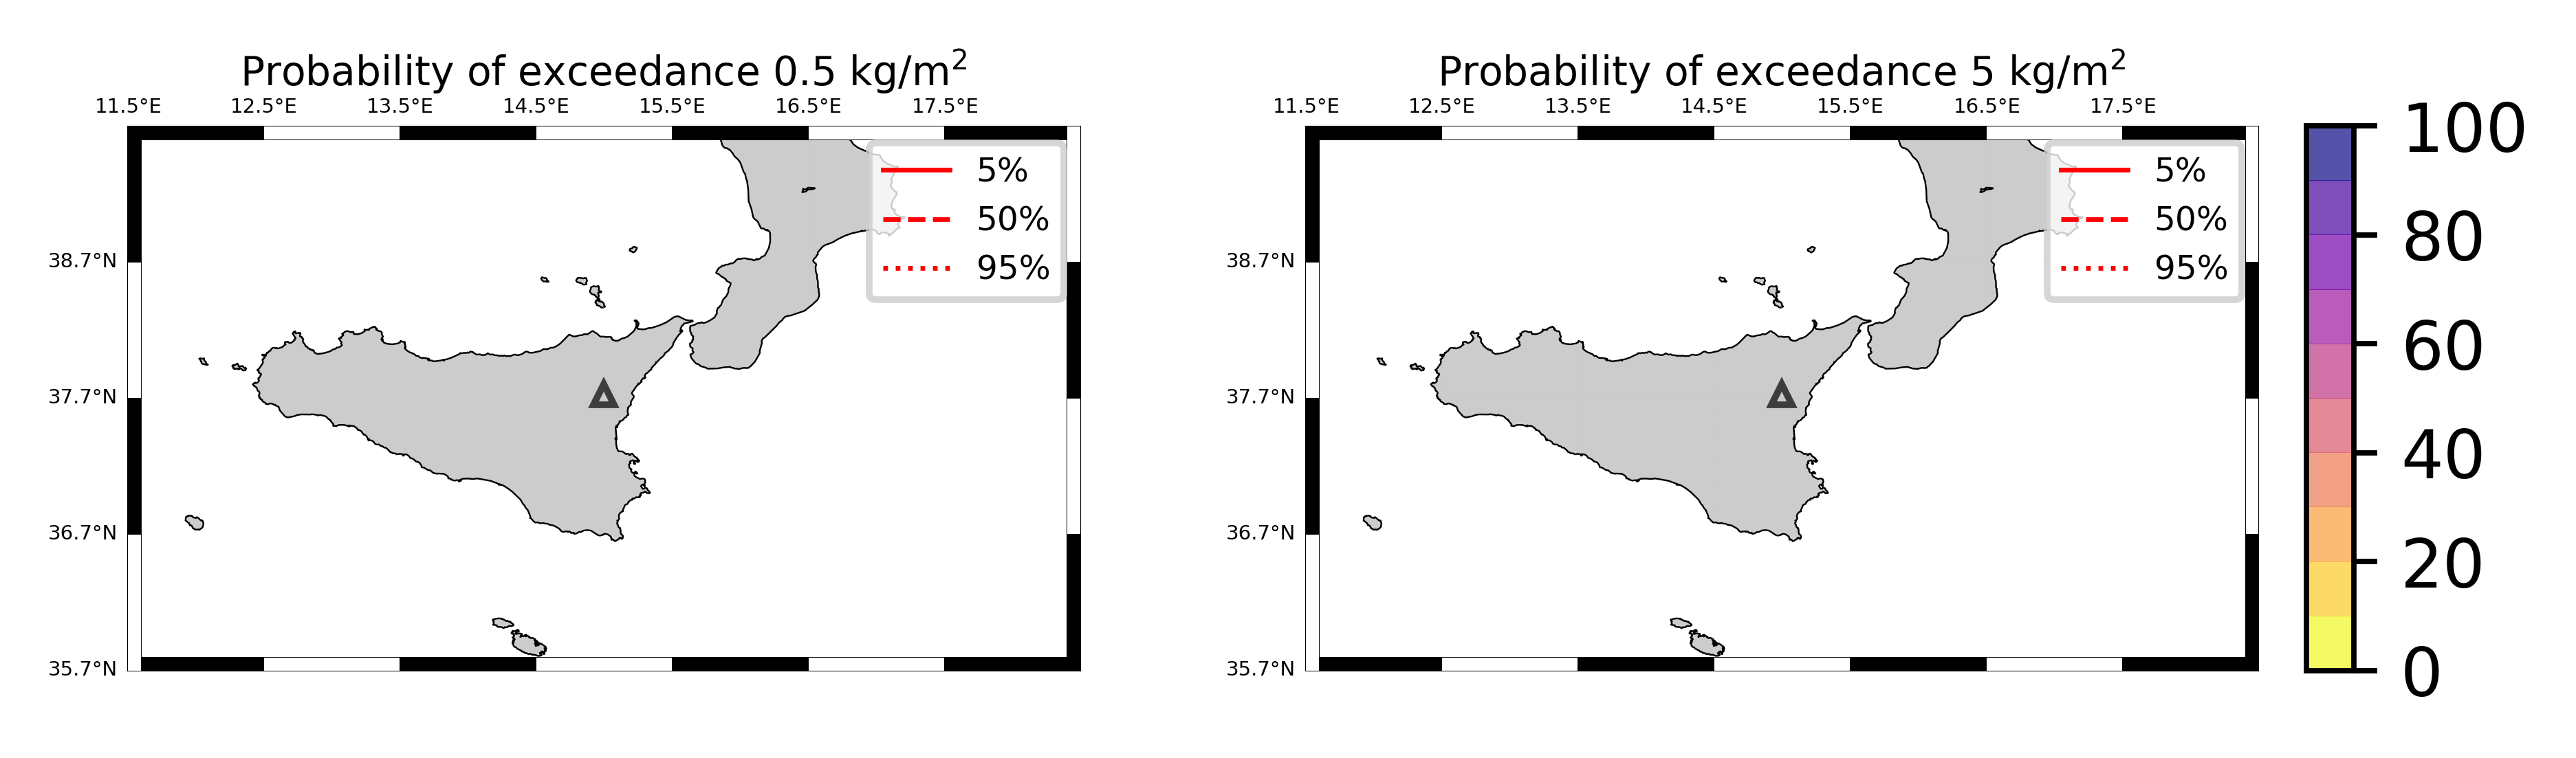 Probability of exceedance 0.5 kg/m²
11.5°E 12.5°E 13.5°E 14.5°E 15.5°E 16.5°E 17.5°E
5%
50%
95%
38.7°N
37.7°N
36.7°N
35.7°N
Probability of exceedance 5 kg/m²
11.5°E 12.5°E 13.5°E 14.5°E 15.5°E 16.5°E 17.5°E
5%
50%
95%
38.7°N
37.7°N
36.7°N
35.7°N
100
80
60
40
20
0